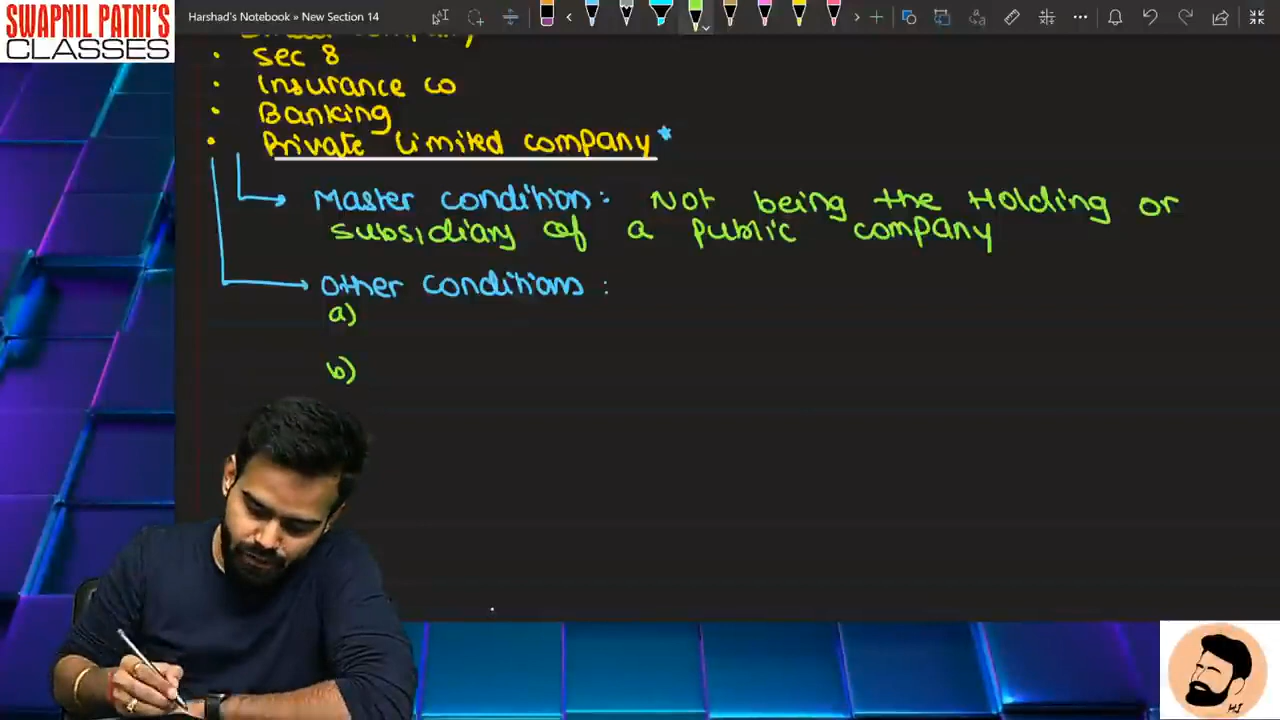 SWAPNIL PATNI'S
CLASSES
Harshad's Notebook » New Section 14
• Sec 8
• Insurance co
• Banking
• Private Limited company*
Master condition: Not being the Holding or
subsidiary of a public company
Other conditions :
a)
b)